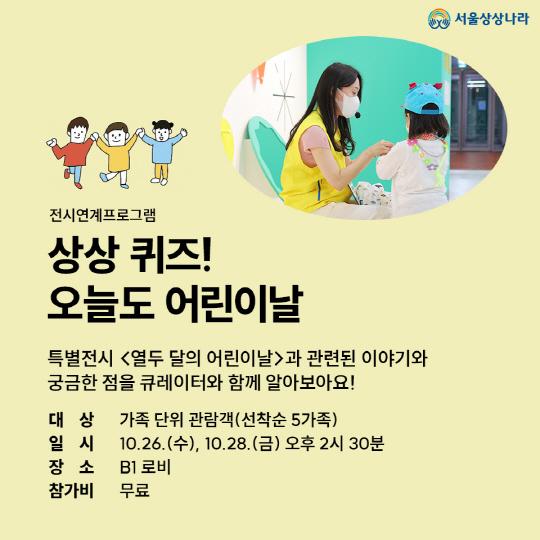 서울상상나라
전시연계프로그램
상상 퀴즈!
오늘도 어린이날
특별전시 <열두 달의 어린이날>과 관련된 이야기와
궁금한 점을 큐레이터와 함께 알아보아요!
대 상 가족 단위 관람객(선착순 5가족)
일 시 10.26.(수), 10.28.(금) 오후 2시 30분
장 소 B1 로비
참가비 무료